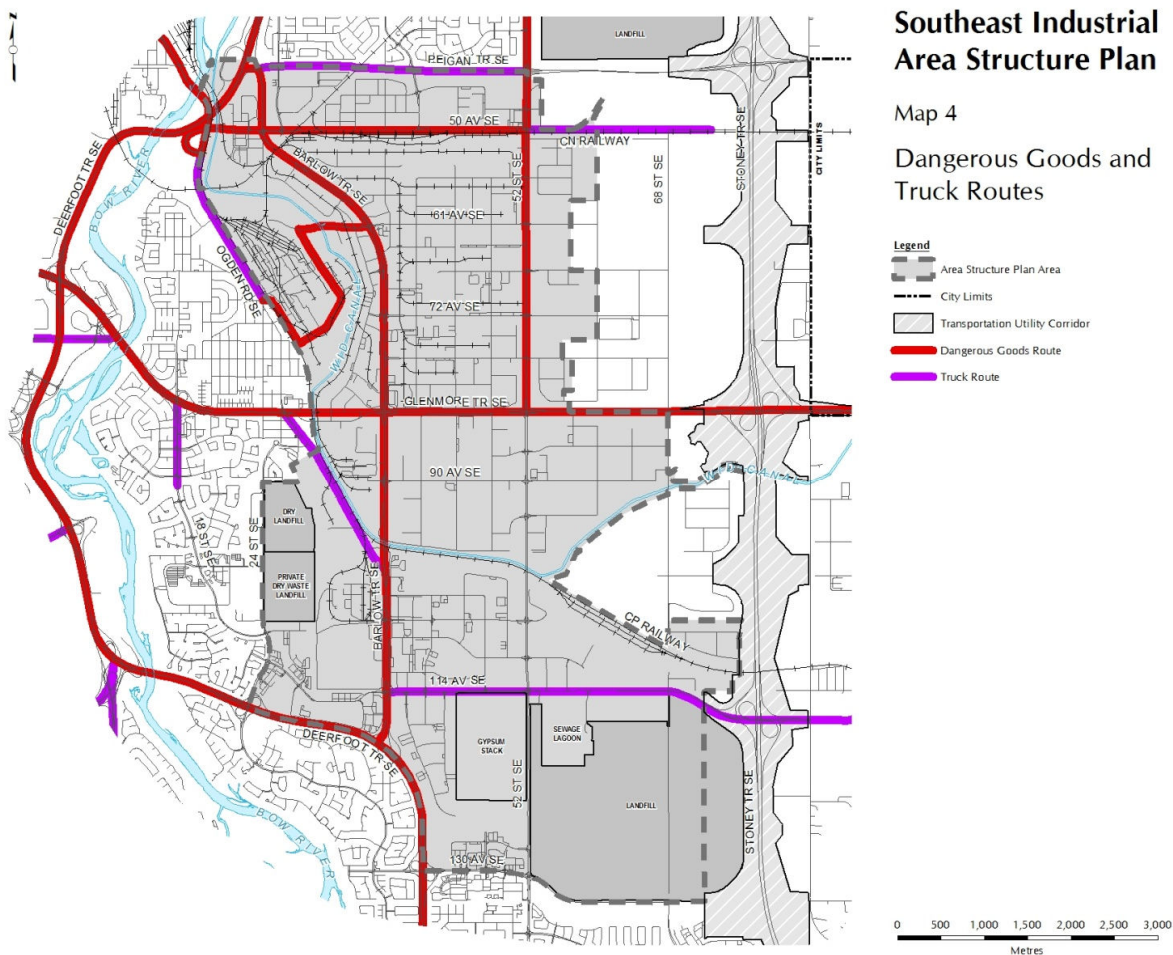 Southeast Industrial
Area Structure Plan
Map 4
Dangerous Goods and
Truck Routes
Legend
Area Structure Plan Area
City Limits
Transportation Utility Corridor
Dangerous Goods Route
Truck Route
N
LANDFILL
PEIGAN TR SE
50 AV SE
CN RAILWAY
CITY LIMITS
STONEY TR SE
BARLOW TR SE
52 ST SE
68 ST SE
DEERFOOT TR SE
BOW RIVER
61 AV SE
OGDEN RD SE
72 AV SE
WID CANAL
GLENMORE TR SE
90 AV SE
WID CANAL
DRY
LANDFILL
18 ST SE
24 ST SE
PRIVATE
DRY WASTE
LANDFILL
BARLOW TR SE
CP RAILWAY
114 AV SE
DEERFOOT TR SE
GYPSUM
STACK
SEWAGE
LAGOON
52 ST SE
LANDFILL
STONEY TR SE
BOW RIVER
130 AV SE
0 500 1,000 1,500 2,000 2,500 3,000
Metres